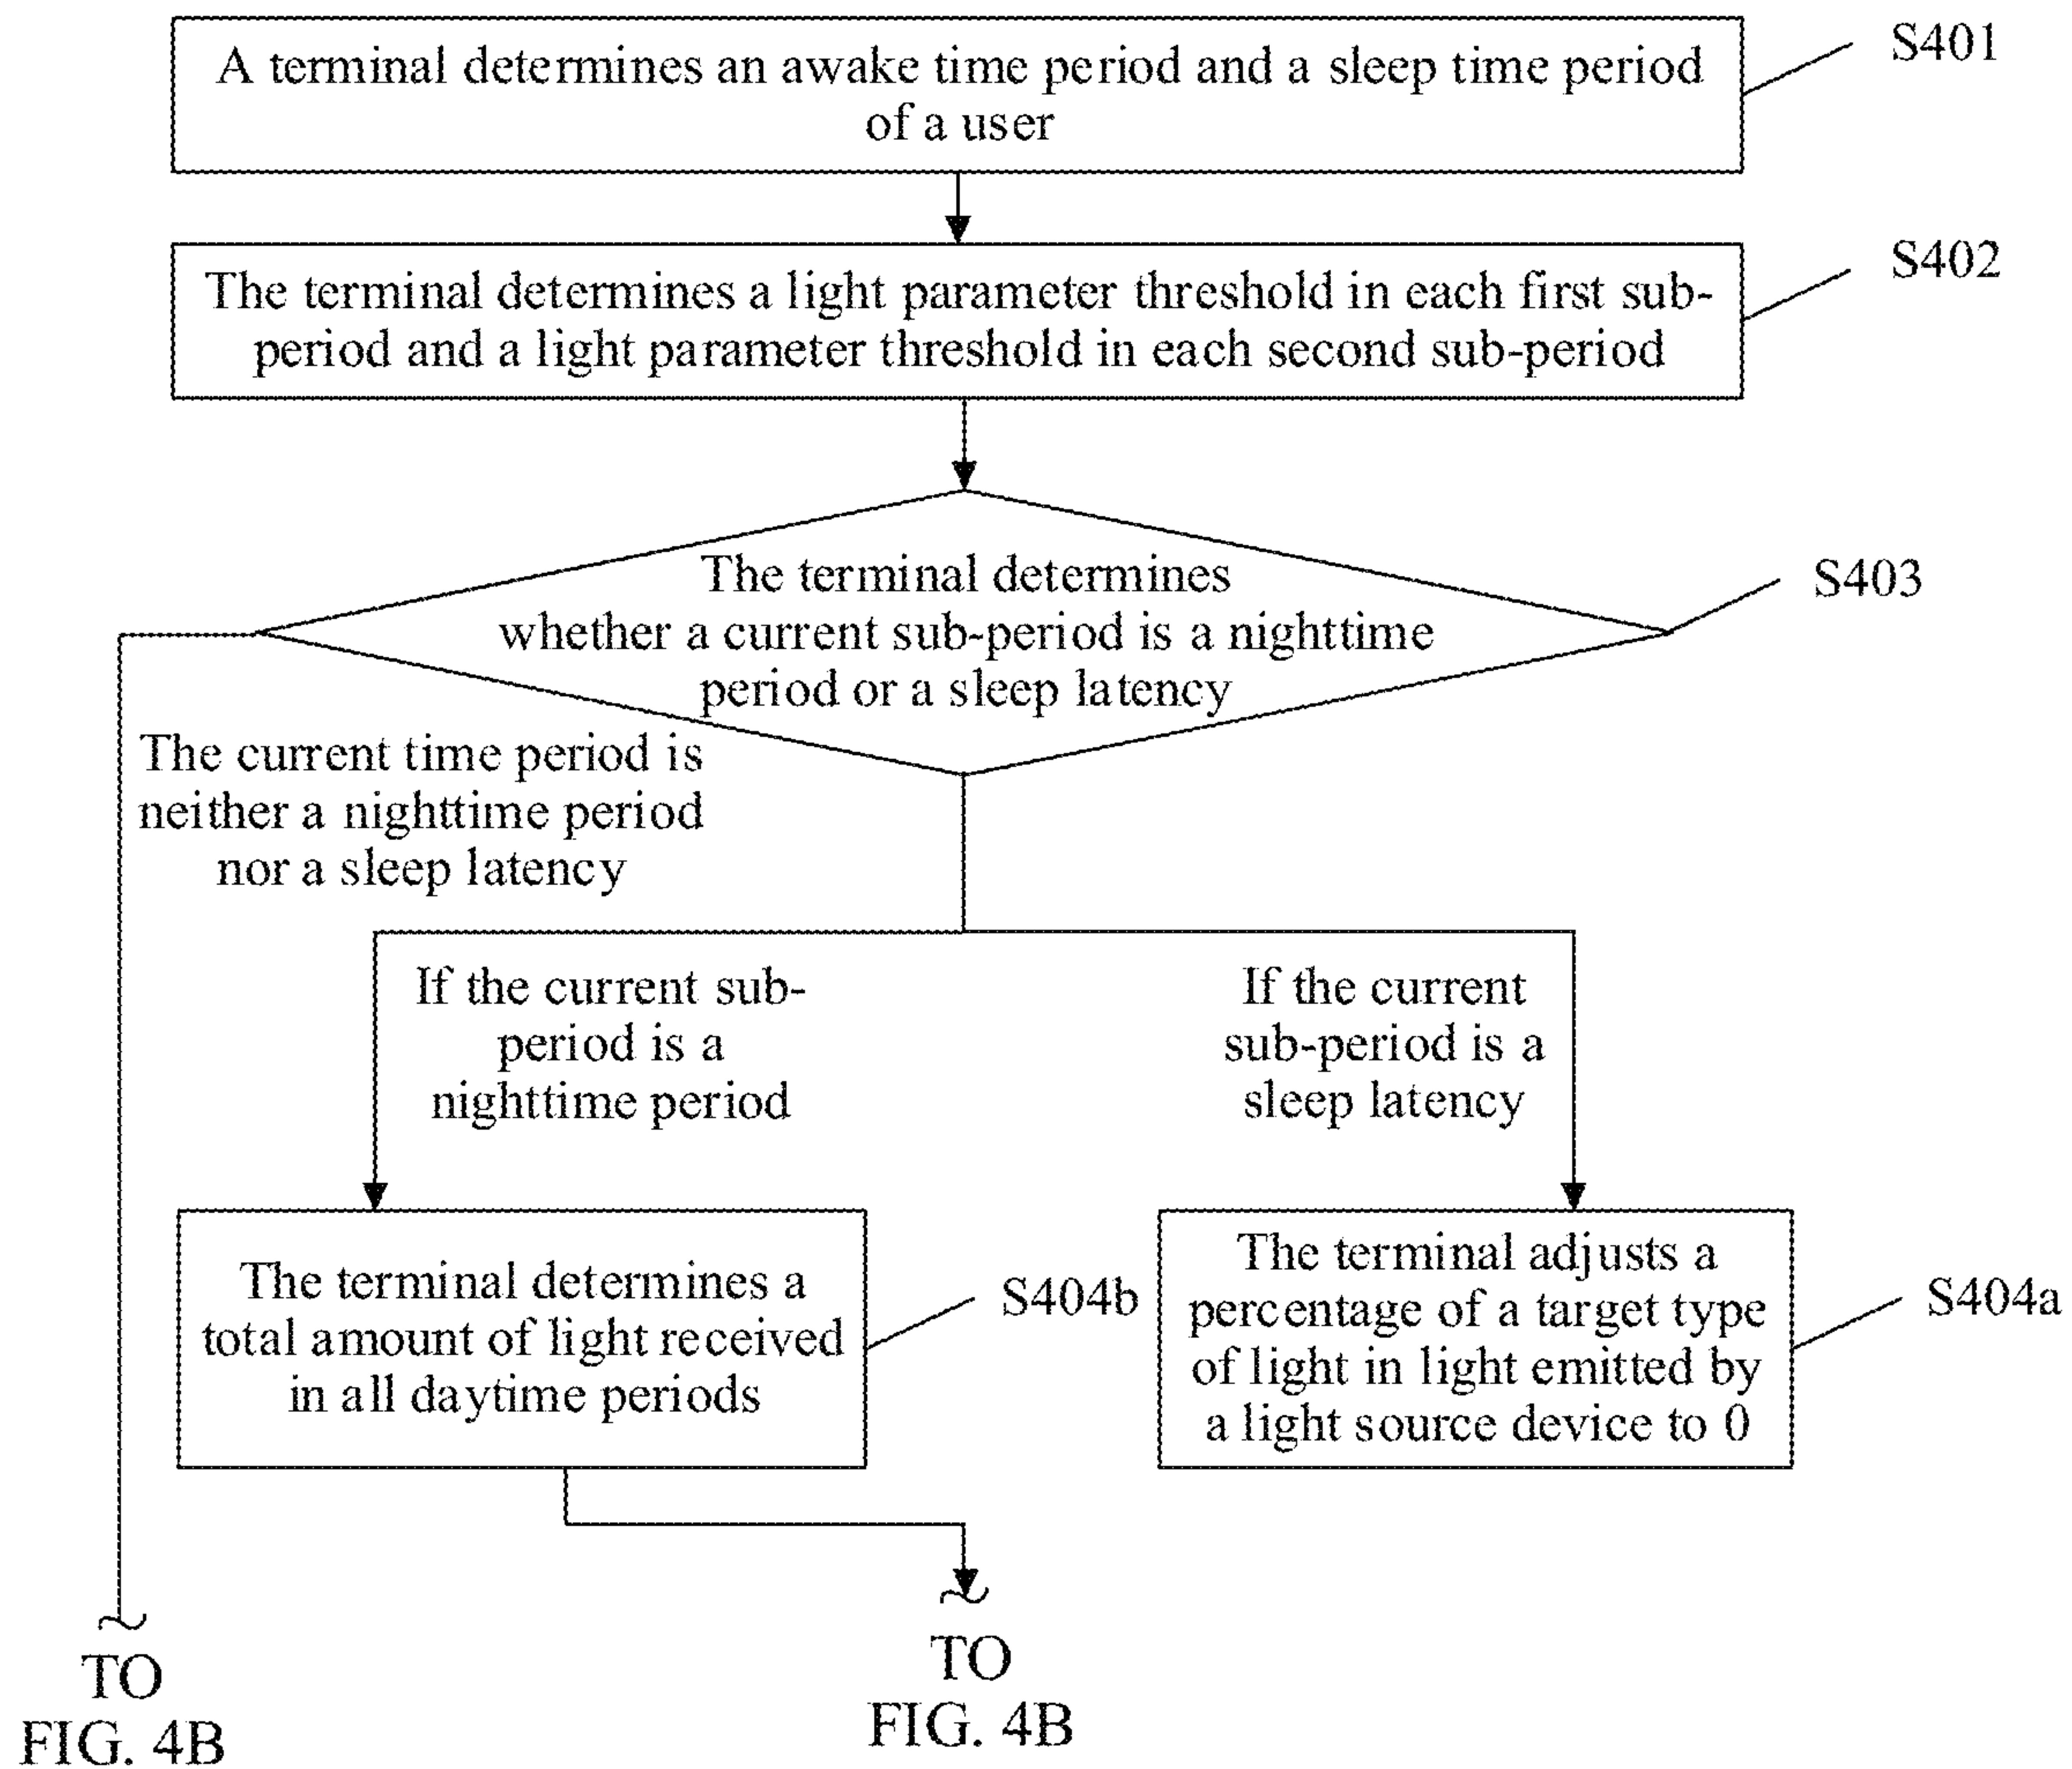 A terminal determines an awake time period and a sleep time period
of a user
S401
The terminal determines a light parameter threshold in each first sub-
period and a light parameter threshold in each second sub-period
S402
The terminal determines
whether a current sub-period is a nighttime
period or a sleep latency
S403
The current time period is
neither a nighttime period
nor a sleep latency
If the current sub-
period is a
nighttime period
If the current
sub-period is a
sleep latency
The terminal determines a
total amount of light received
in all daytime periods
S404b
The terminal adjusts a
percentage of a target type
of light in light emitted by
a light source device to 0
S404a
TO
FIG. 4B
TO
FIG. 4B